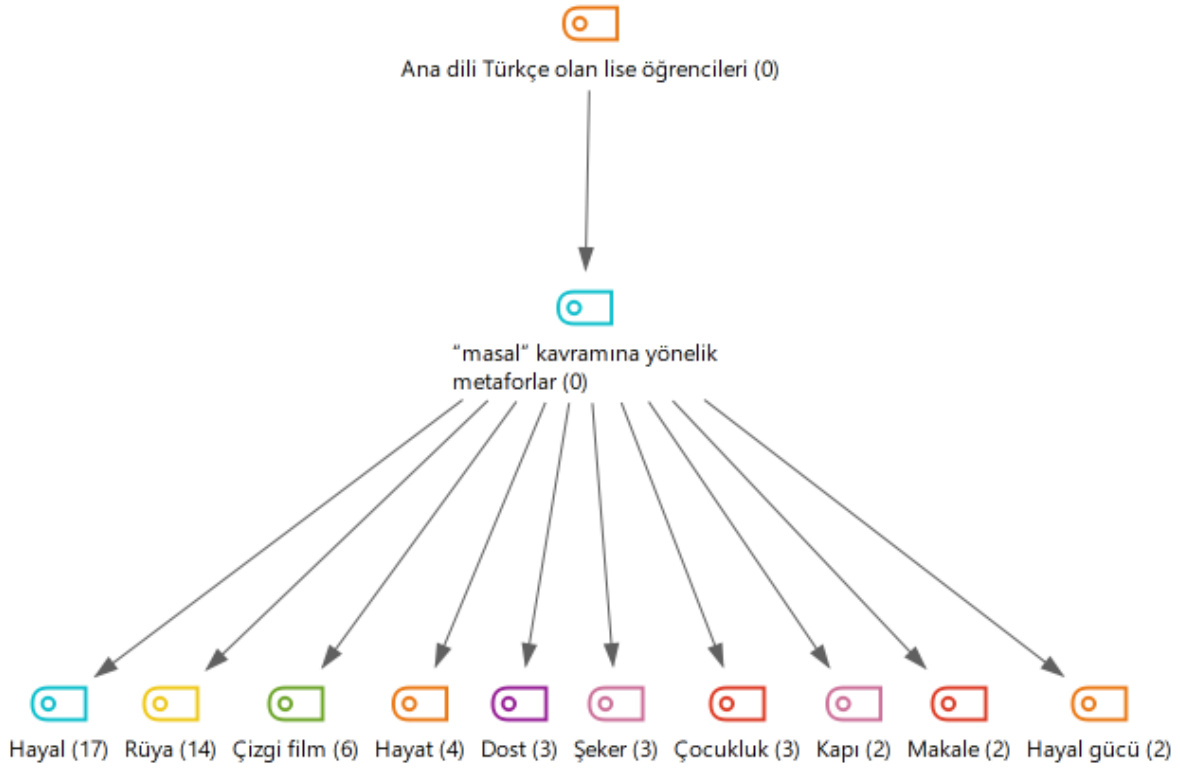 Ana dili Türkçe olan lise öğrencileri (0)
“masal” kavramına yönelik
metaforlar (0)
Hayal (17) Rüya (14) Çizgi film (6) Hayat (4) Dost (3) Şeker (3) Çocukluk (3) Kapı (2) Makale (2) Hayal gücü (2)